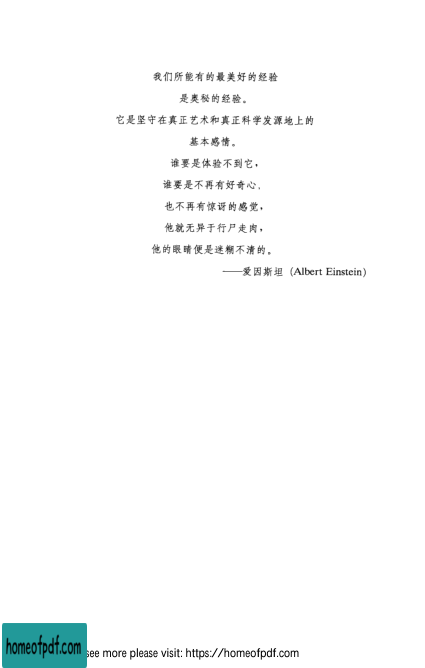 我们所能有的最美好的经验
是奥秘的经验。
它是坚守在真正艺术和真正科学发源地上的
基本感情。
谁要是体验不到它，
谁要是不再有好奇心，
也不再有惊讶的感觉，
他就无异于行尸走肉，
他的眼睛便是迷糊不清的。
——爱因斯坦（Albert Einstein）
homeofpdf.com
see more please visit: https://homeofpdf.com